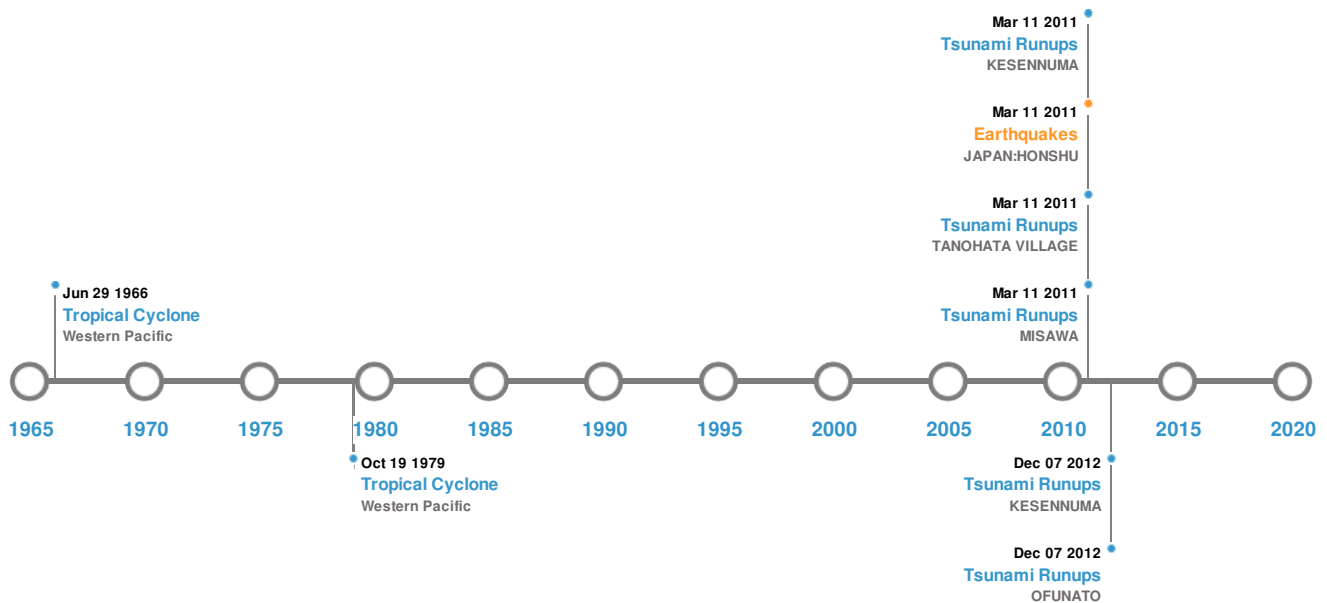 Mar 11 2011
Tsunami Runups
KESENNUMA
Mar 11 2011
Earthquakes
JAPAN:HONSHU
Mar 11 2011
Tsunami Runups
TANOHATA VILLAGE
Jun 29 1966
Tropical Cyclone
Western Pacific
Mar 11 2011
Tsunami Runups
MISAWA
1965 1970 1975 1980 1985 1990 1995 2000 2005 2010 2015 2020
Oct 19 1979
Tropical Cyclone
Western Pacific
Dec 07 2012
Tsunami Runups
KESENNUMA
Dec 07 2012
Tsunami Runups
OFUNATO